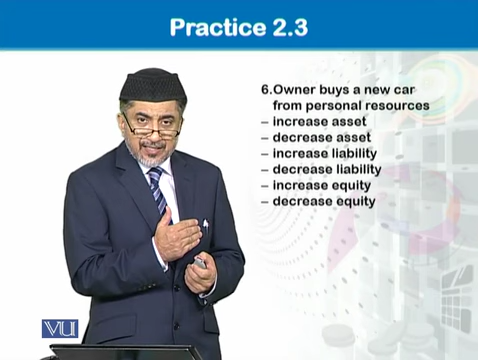 Practice 2.3
6.Owner buys a new car
from personal resources
– increase asset
– decrease asset
– increase liability
– decrease liability
– increase equity
– decrease equity
VU